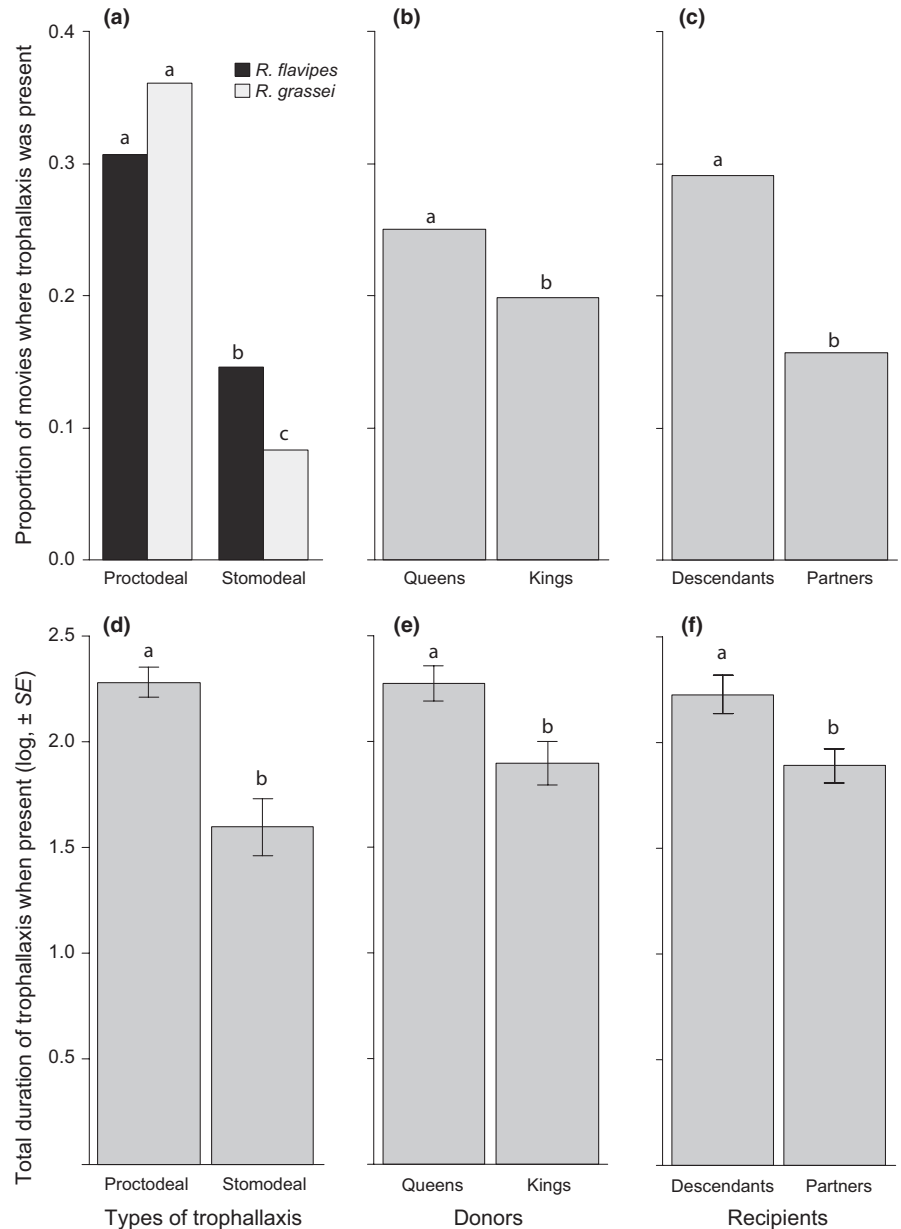 (a)
(b)
(c)
Proportion of movies where trophallaxis was present
0.4
0.3
0.2
0.1
0.0
R. flavipes
R. grassei
a
a
b
c
Proctodeal Stomodeal
a
b
Queens Kings
a
b
Descendants Partners
(d)
(e)
(f)
Total duration of trophallaxis when present (log, ± SE)
2.5
2.0
1.5
1.0
0.5
a
b
Proctodeal Stomodeal
Types of trophallaxis
a
b
Queens Kings
Donors
a
b
Descendants Partners
Recipients